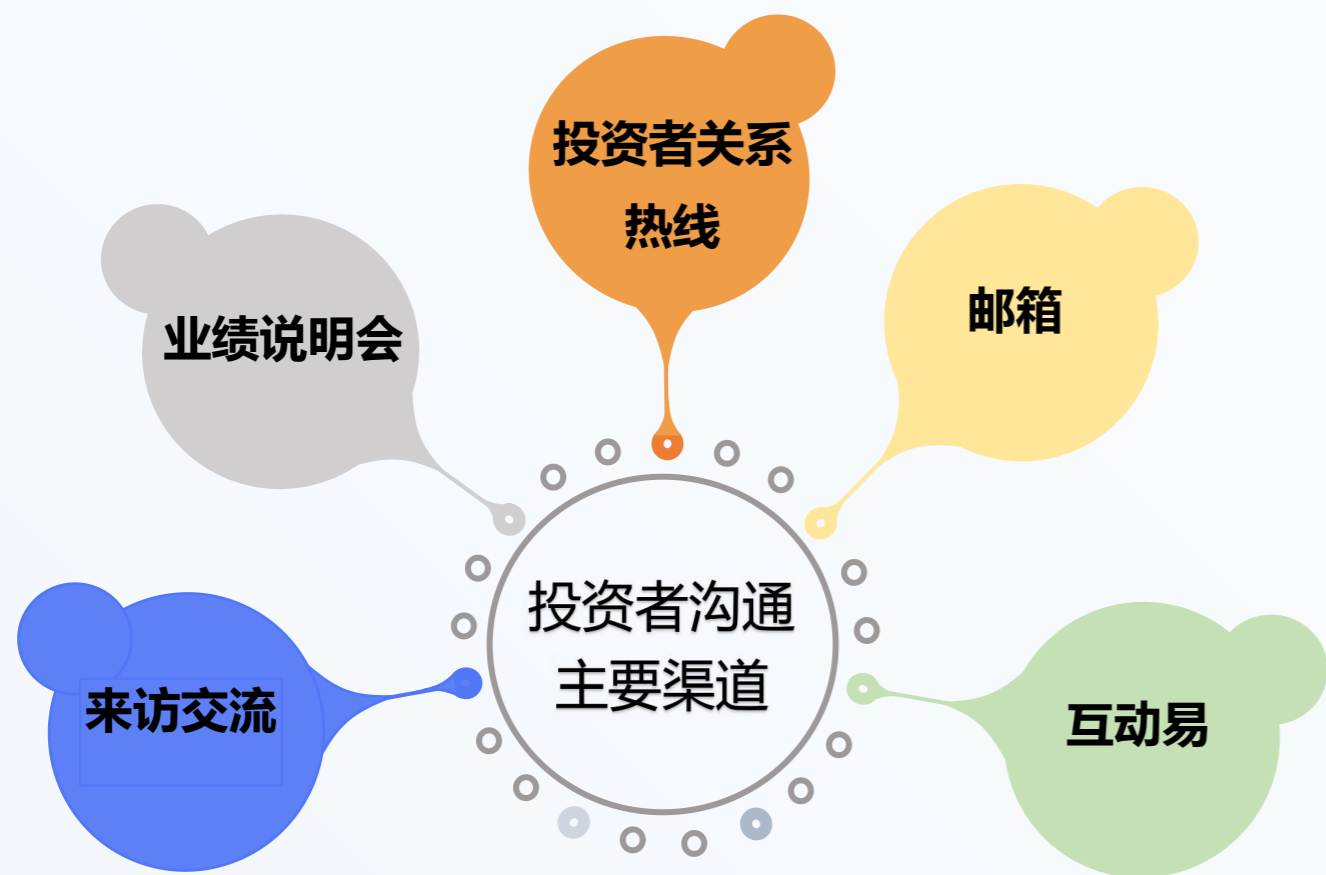 投资者关系
热线
邮箱
业绩说明会
投资者沟通
主要渠道
来访交流
互动易